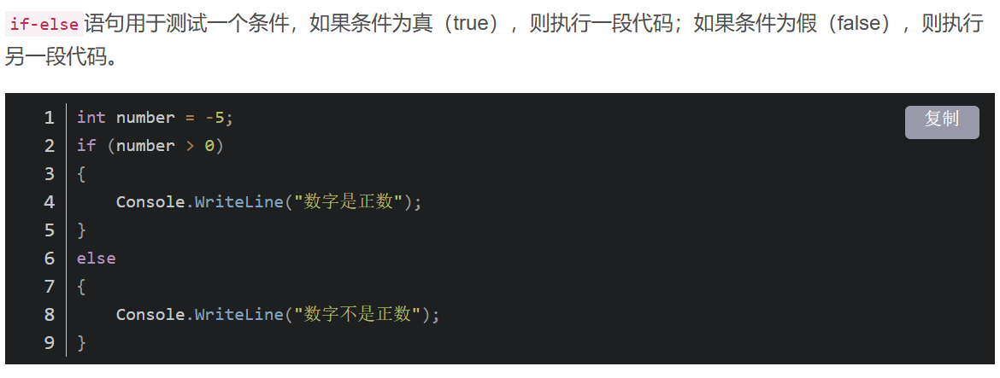 if-else 语句用于测试一个条件，如果条件为真（true），则执行一段代码；如果条件为假（false），则执行
另一段代码。
复制
1 int number = -5;
2 if (number > 0)
3 {
4     Console.WriteLine("数字是正数");
5 }
6 else
7 {
8     Console.WriteLine("数字不是正数");
9 }